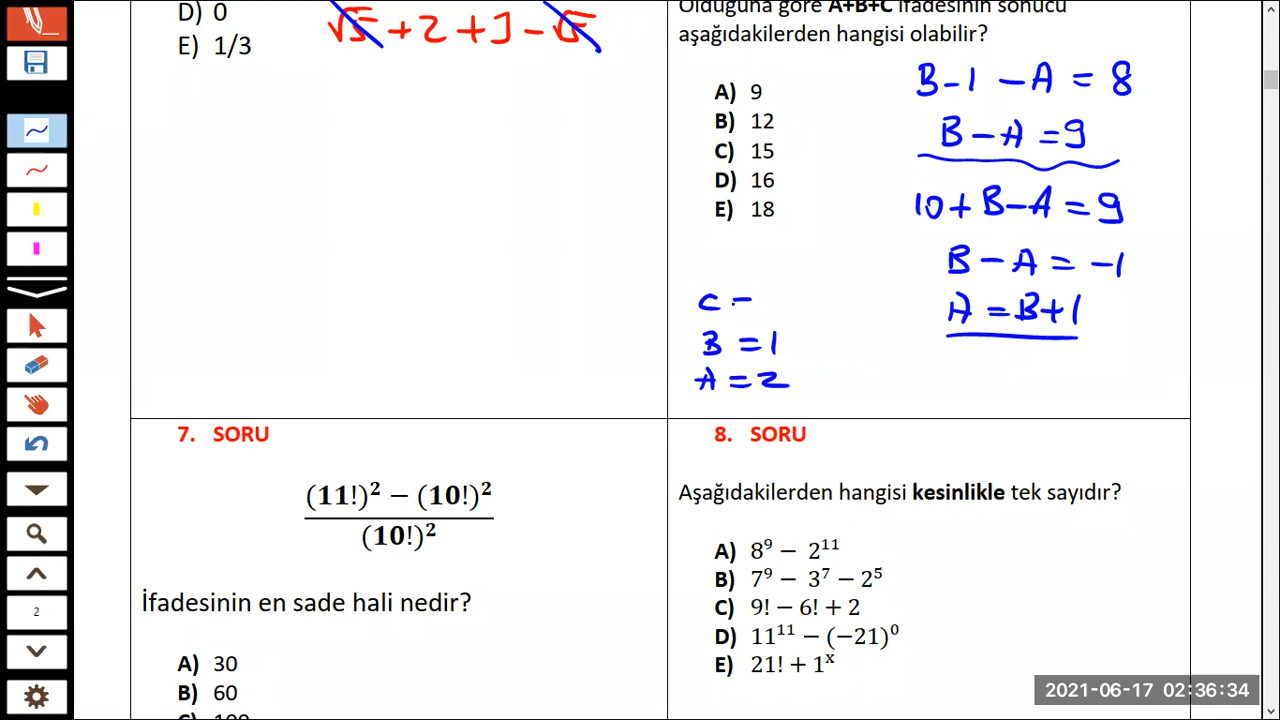 D) 0
E) 1/3
√5 + 2 + 3 - √5
Olduğuna göre A+B+C ifadesinin sonucu
aşağıdakilerden hangisi olabilir?
A) 9
B) 12
C) 15
D) 16
E) 18
B-1 -A = 8
B-A=9
10+B-A=9
B-A=-1
A=B+1
C =
B =1
A=2
7. SORU
(11!)² − (10!)²
(10!)²
İfadesinin en sade hali nedir?
A) 30
B) 60
C) 100
8. SORU
Aşağıdakilerden hangisi kesinlikle tek sayıdır?
A) 8⁹ − 2¹¹
B) 7⁹ − 3⁷ − 2⁵
C) 9! − 6! + 2
D) 11¹¹ − (−21)⁰
E) 21! + 1ˣ
2
2021-06-17 02:36:34